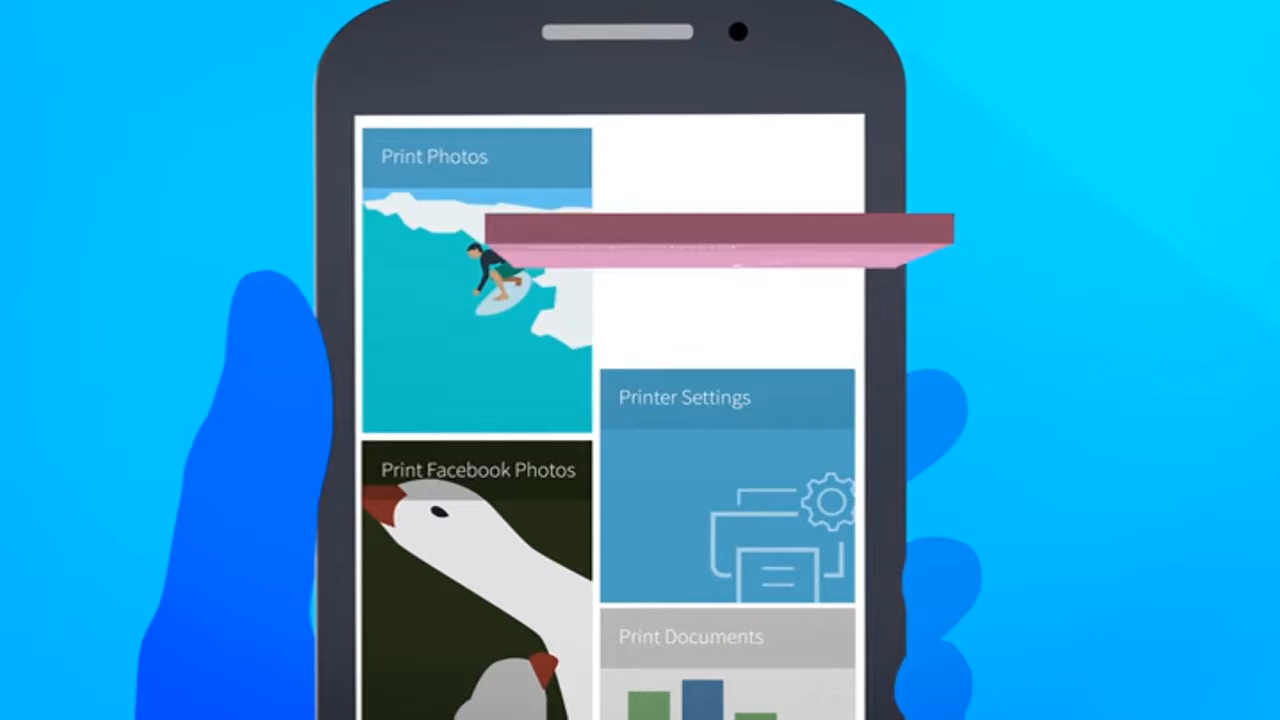 Print Photos
Printer Settings
Print Facebook Photos
Print Documents